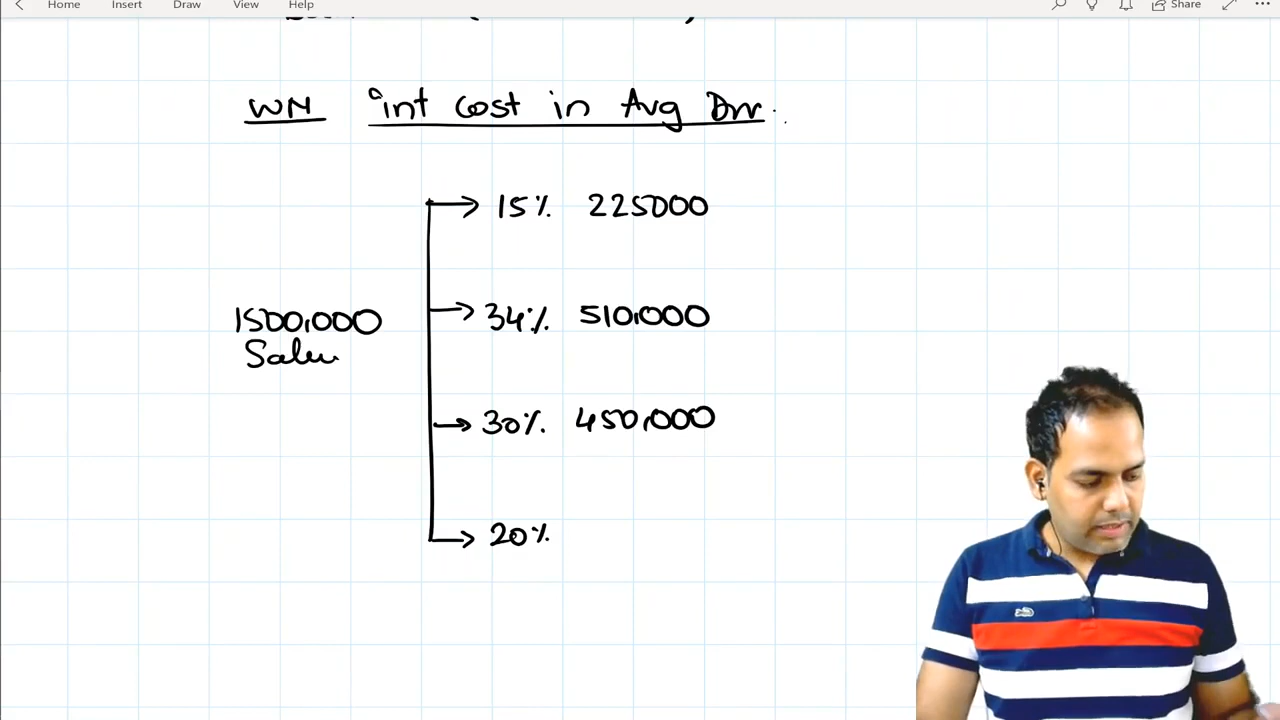 Home Insert Draw View Help Share
WN int cost in Avg Drr.
15% 225000
34% 510,000
1500,000
Sales
30% 450,000
20%